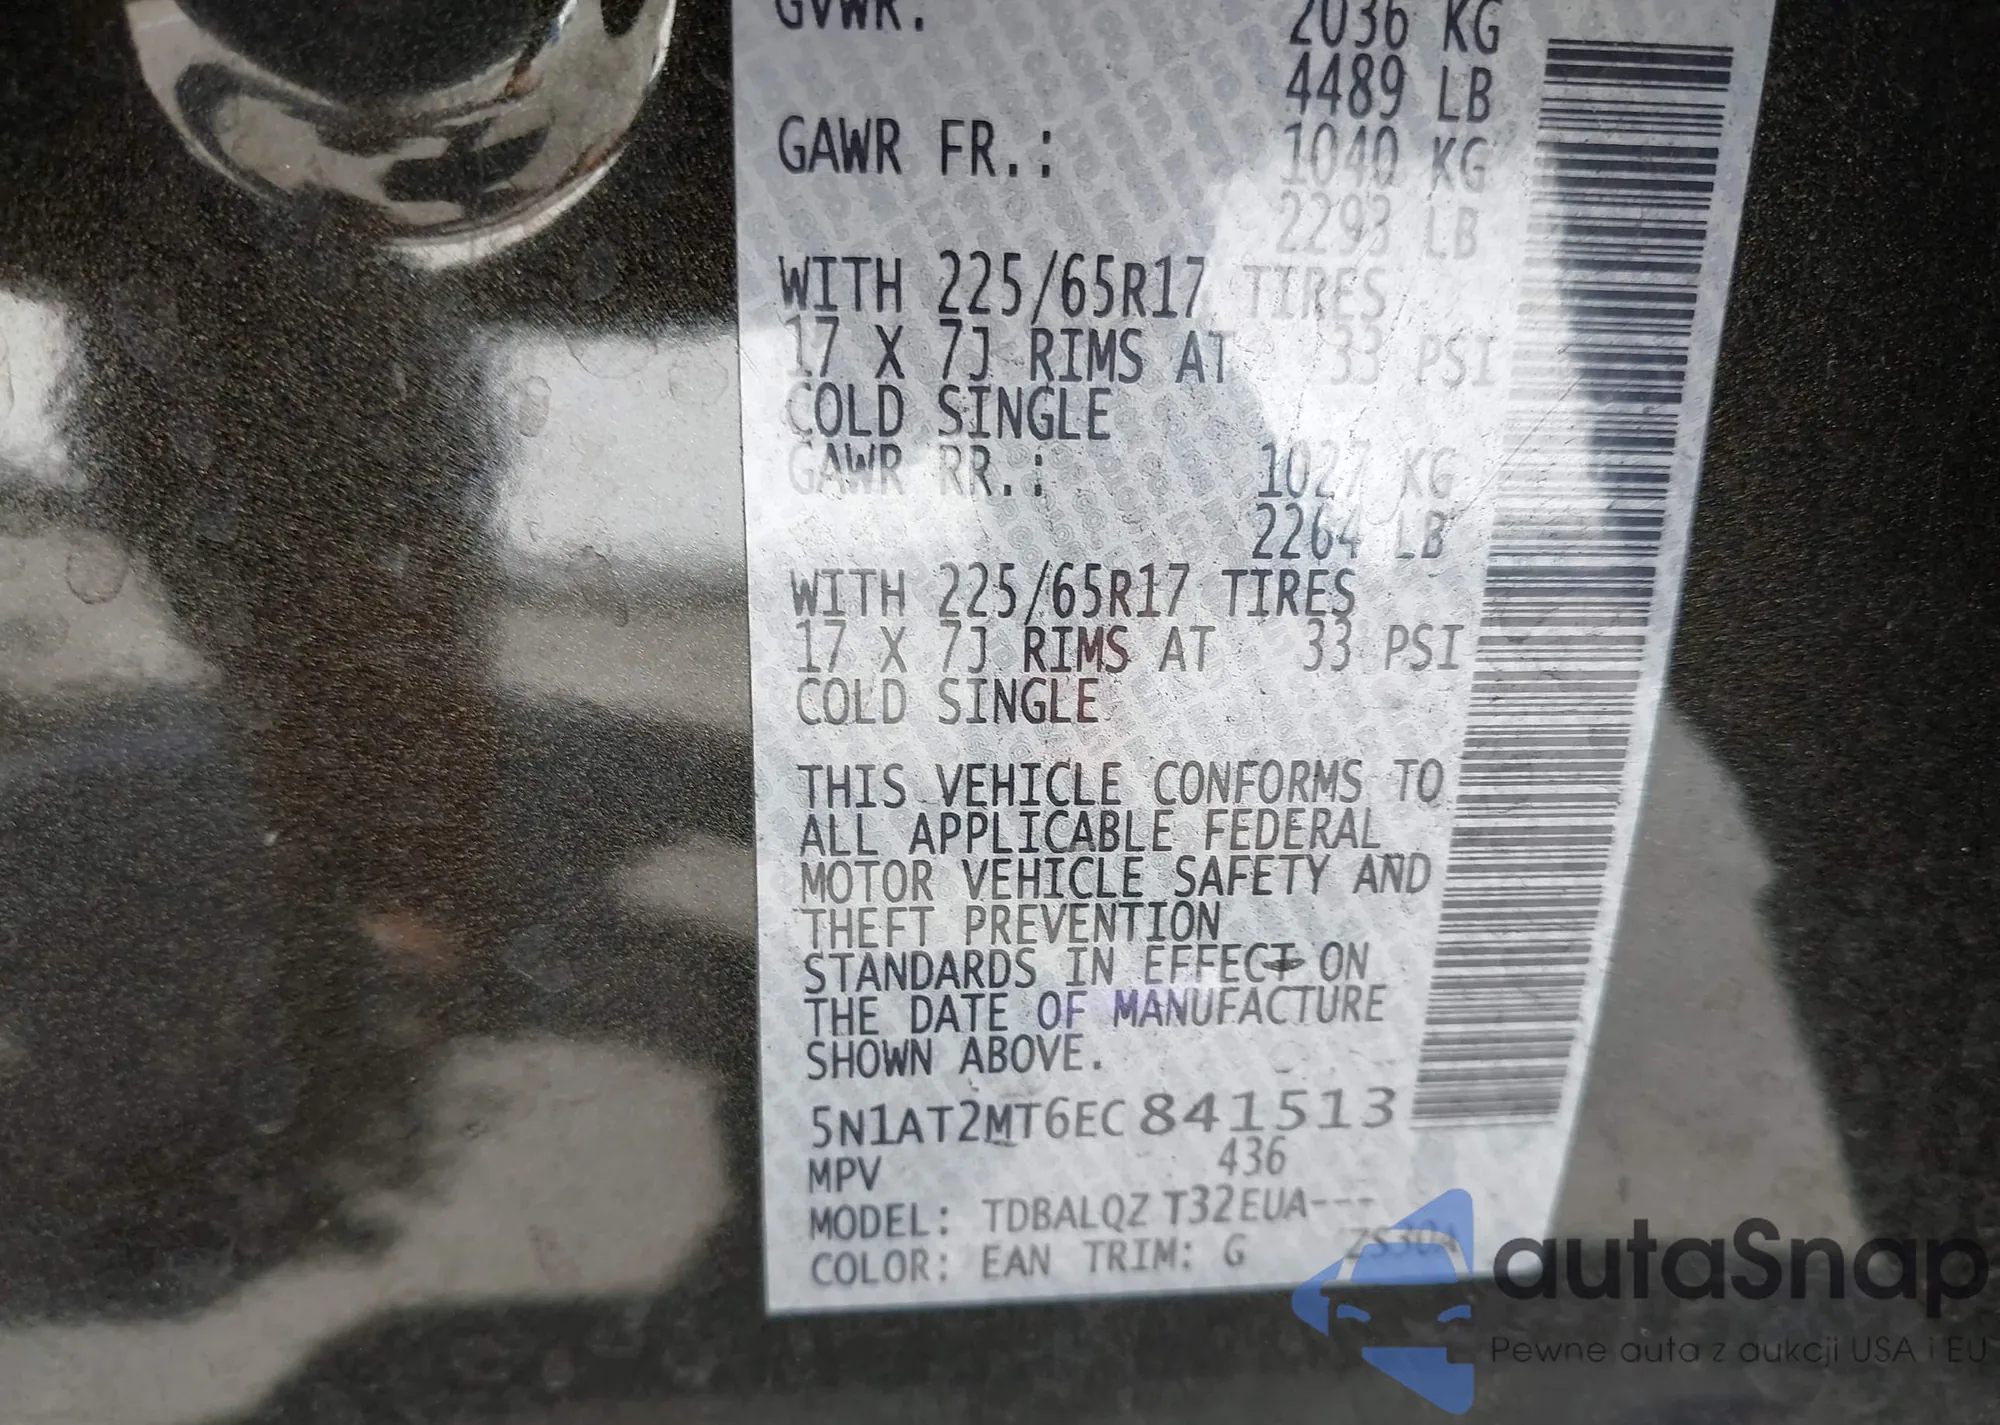 GVWR. 2036 KG
4489 LB
GAWR FR.: 1040 KG
2293 LB
WITH 225/65R17 TIRES
17 X 7J RIMS AT 33 PSI
COLD SINGLE
GAWR RR.: 1027 KG
2264 LB
WITH 225/65R17 TIRES
17 X 7J RIMS AT 33 PSI
COLD SINGLE
THIS VEHICLE CONFORMS TO
ALL APPLICABLE FEDERAL
MOTOR VEHICLE SAFETY AND
THEFT PREVENTION
STANDARDS IN EFFECT ON
THE DATE OF MANUFACTURE
SHOWN ABOVE.
5N1AT2MT6EC841513
MPV 436
MODEL: TDBALQZ T32EUA---
COLOR: EAN TRIM: G ZS30A
autaSnap
Pewne auta z aukcji USA i EU